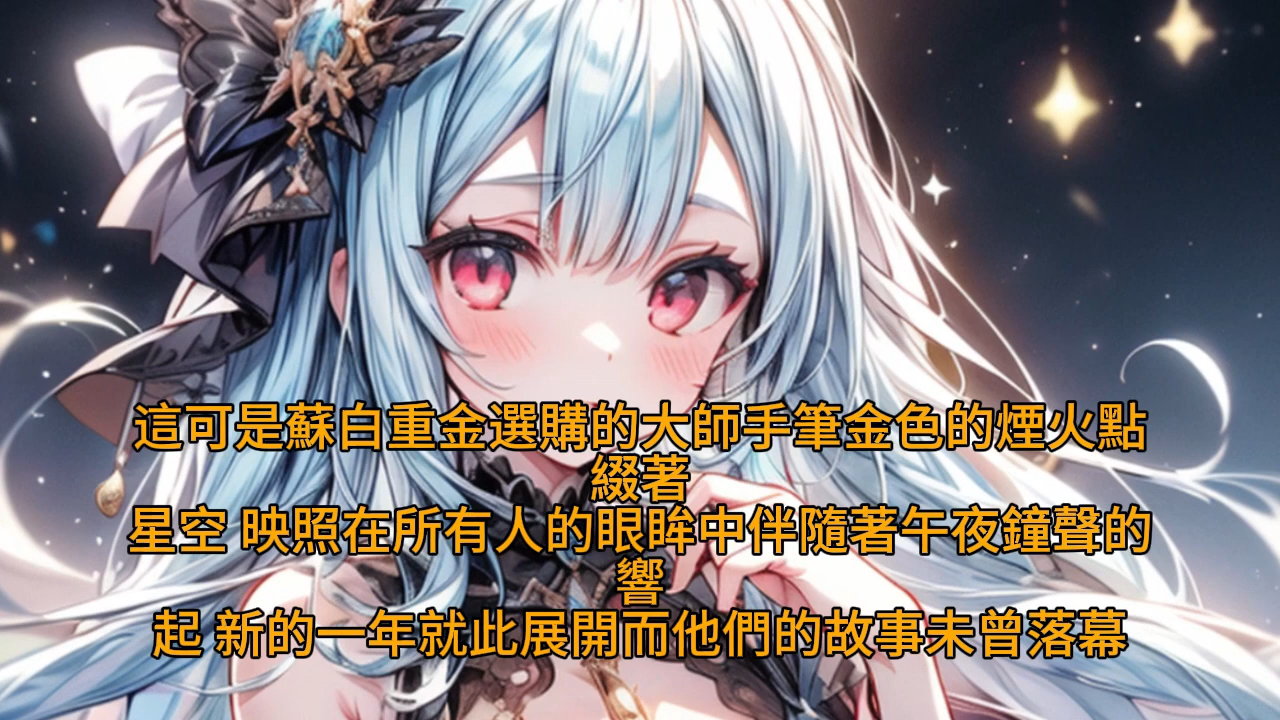 這可是蘇白重金選購的大師手筆金色的煙火點
綴著
星空 映照在所有人的眼眸中伴隨著午夜鐘聲的
響
起 新的一年就此展開而他們的故事未曾落幕